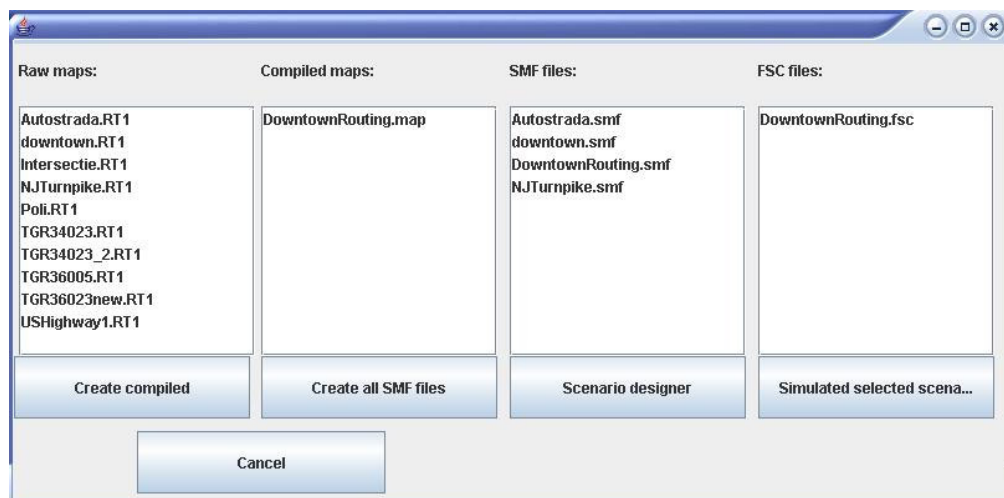 Raw maps:
Compiled maps:
SMF files:
FSC files:
Autostrada.RT1
downtown.RT1
Intersectie.RT1
NJTurnpike.RT1
Poli.RT1
TGR34023.RT1
TGR34023_2.RT1
TGR36005.RT1
TGR36023new.RT1
USHighway1.RT1
DowntownRouting.map
Autostrada.smf
downtown.smf
DowntownRouting.smf
NJTurnpike.smf
DowntownRouting.fsc
Create compiled
Create all SMF files
Scenario designer
Simulated selected scena...
Cancel